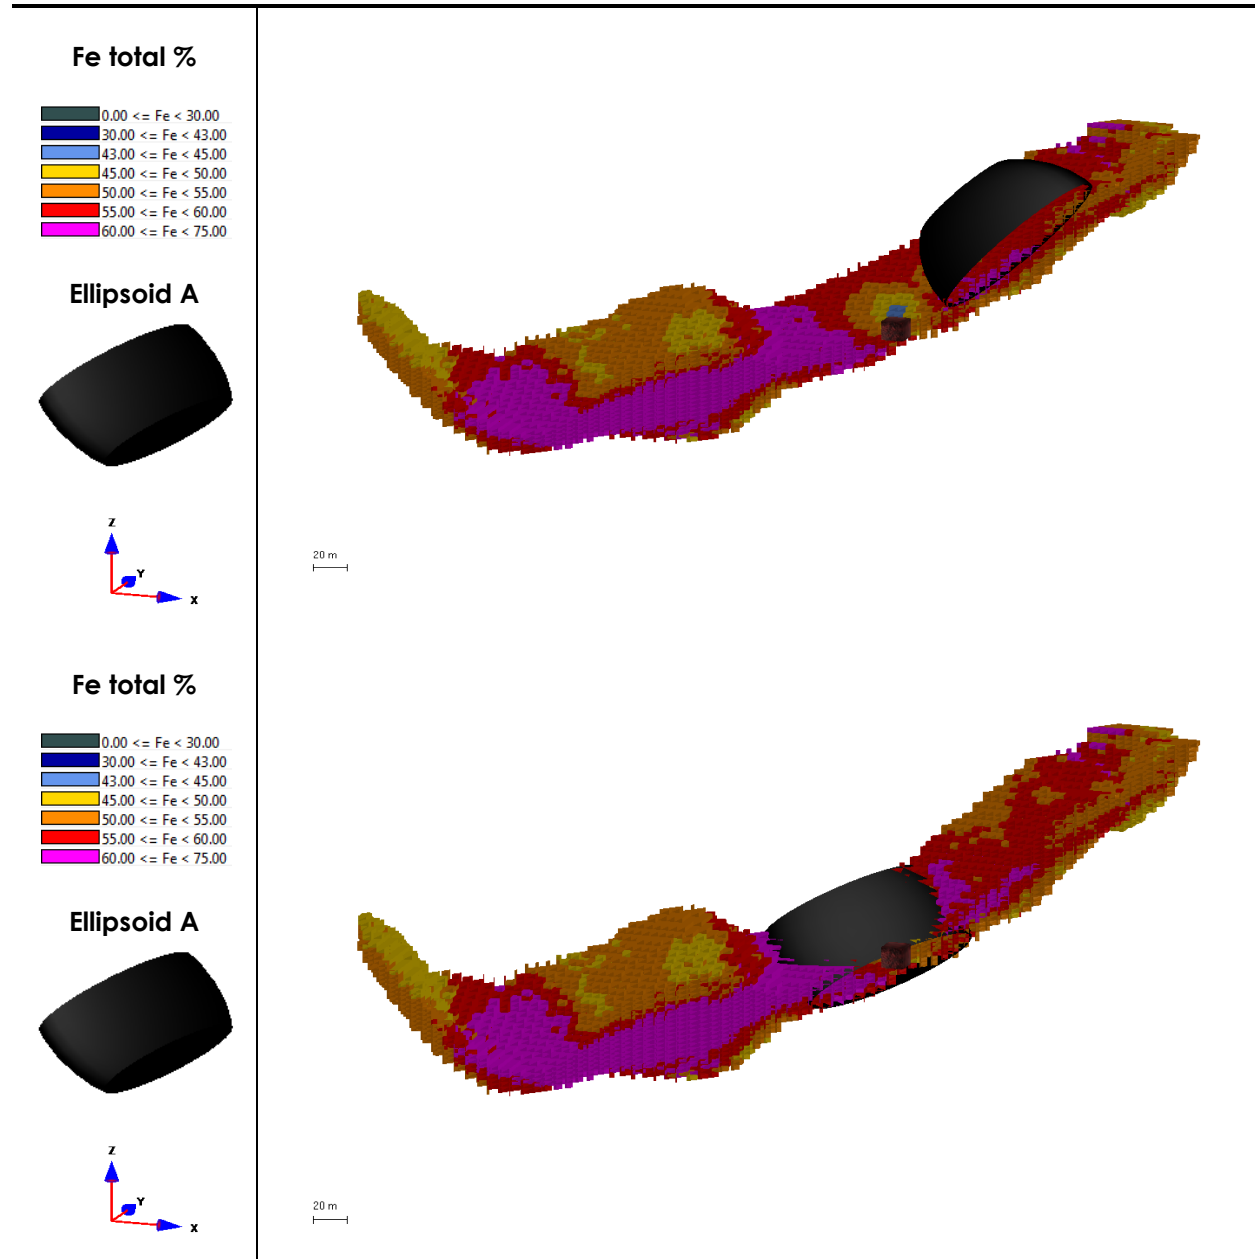 Fe total %
0.00 <= Fe < 30.00
30.00 <= Fe < 43.00
43.00 <= Fe < 45.00
45.00 <= Fe < 50.00
50.00 <= Fe < 55.00
55.00 <= Fe < 60.00
60.00 <= Fe < 75.00
Ellipsoid A
Z
Y
X
20 m
Fe total %
0.00 <= Fe < 30.00
30.00 <= Fe < 43.00
43.00 <= Fe < 45.00
45.00 <= Fe < 50.00
50.00 <= Fe < 55.00
55.00 <= Fe < 60.00
60.00 <= Fe < 75.00
Ellipsoid A
Z
Y
X
20 m